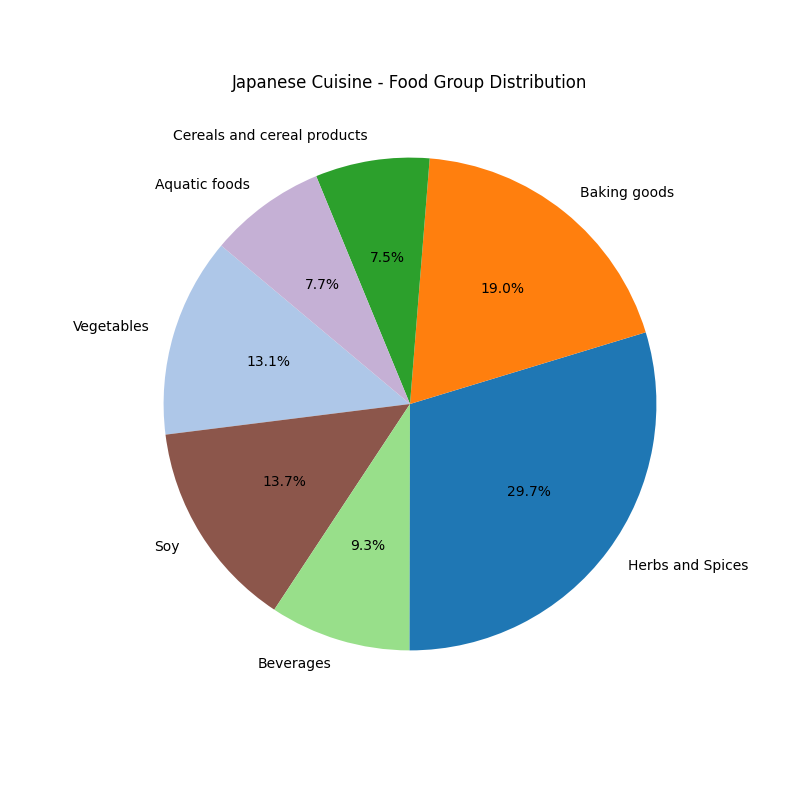 Japanese Cuisine - Food Group Distribution
Cereals and cereal products
Aquatic foods
Baking goods
7.5%
7.7%
19.0%
Vegetables
13.1%
13.7%
29.7%
Soy
9.3%
Herbs and Spices
Beverages